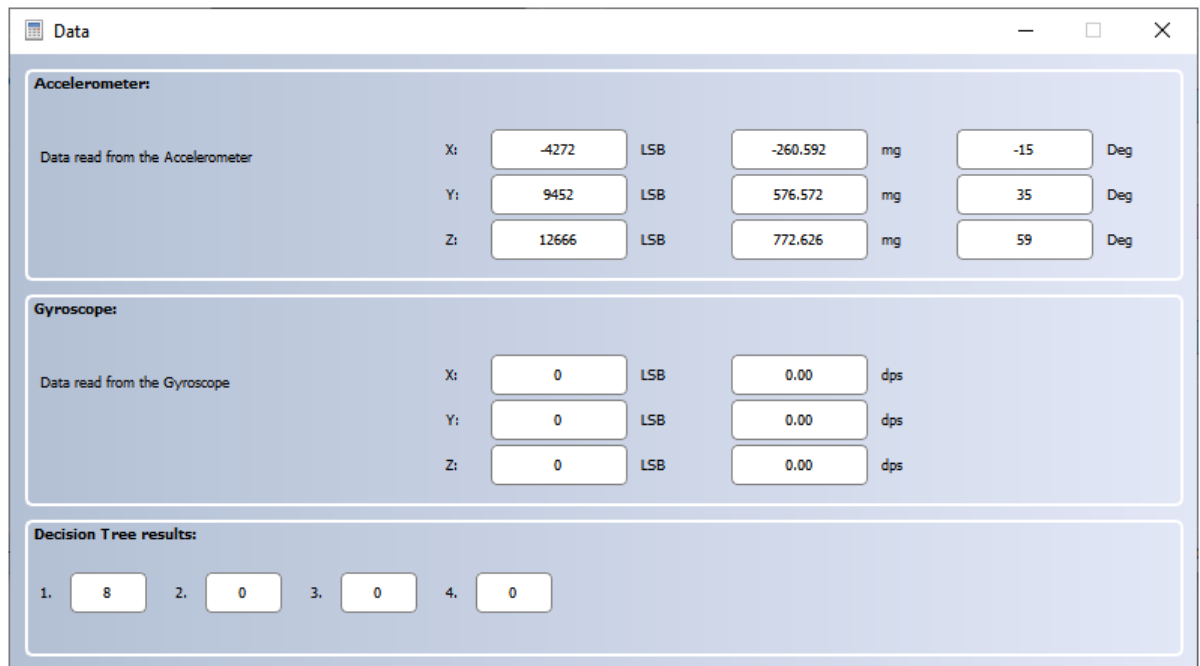 Data
Accelerometer:
Data read from the Accelerometer
X: -4272 LSB -260.592 mg -15 Deg
Y: 9452 LSB 576.572 mg 35 Deg
Z: 12666 LSB 772.626 mg 59 Deg
Gyroscope:
Data read from the Gyroscope
X: 0 LSB 0.00 dps
Y: 0 LSB 0.00 dps
Z: 0 LSB 0.00 dps
Decision Tree results:
1. 8 2. 0 3. 0 4. 0